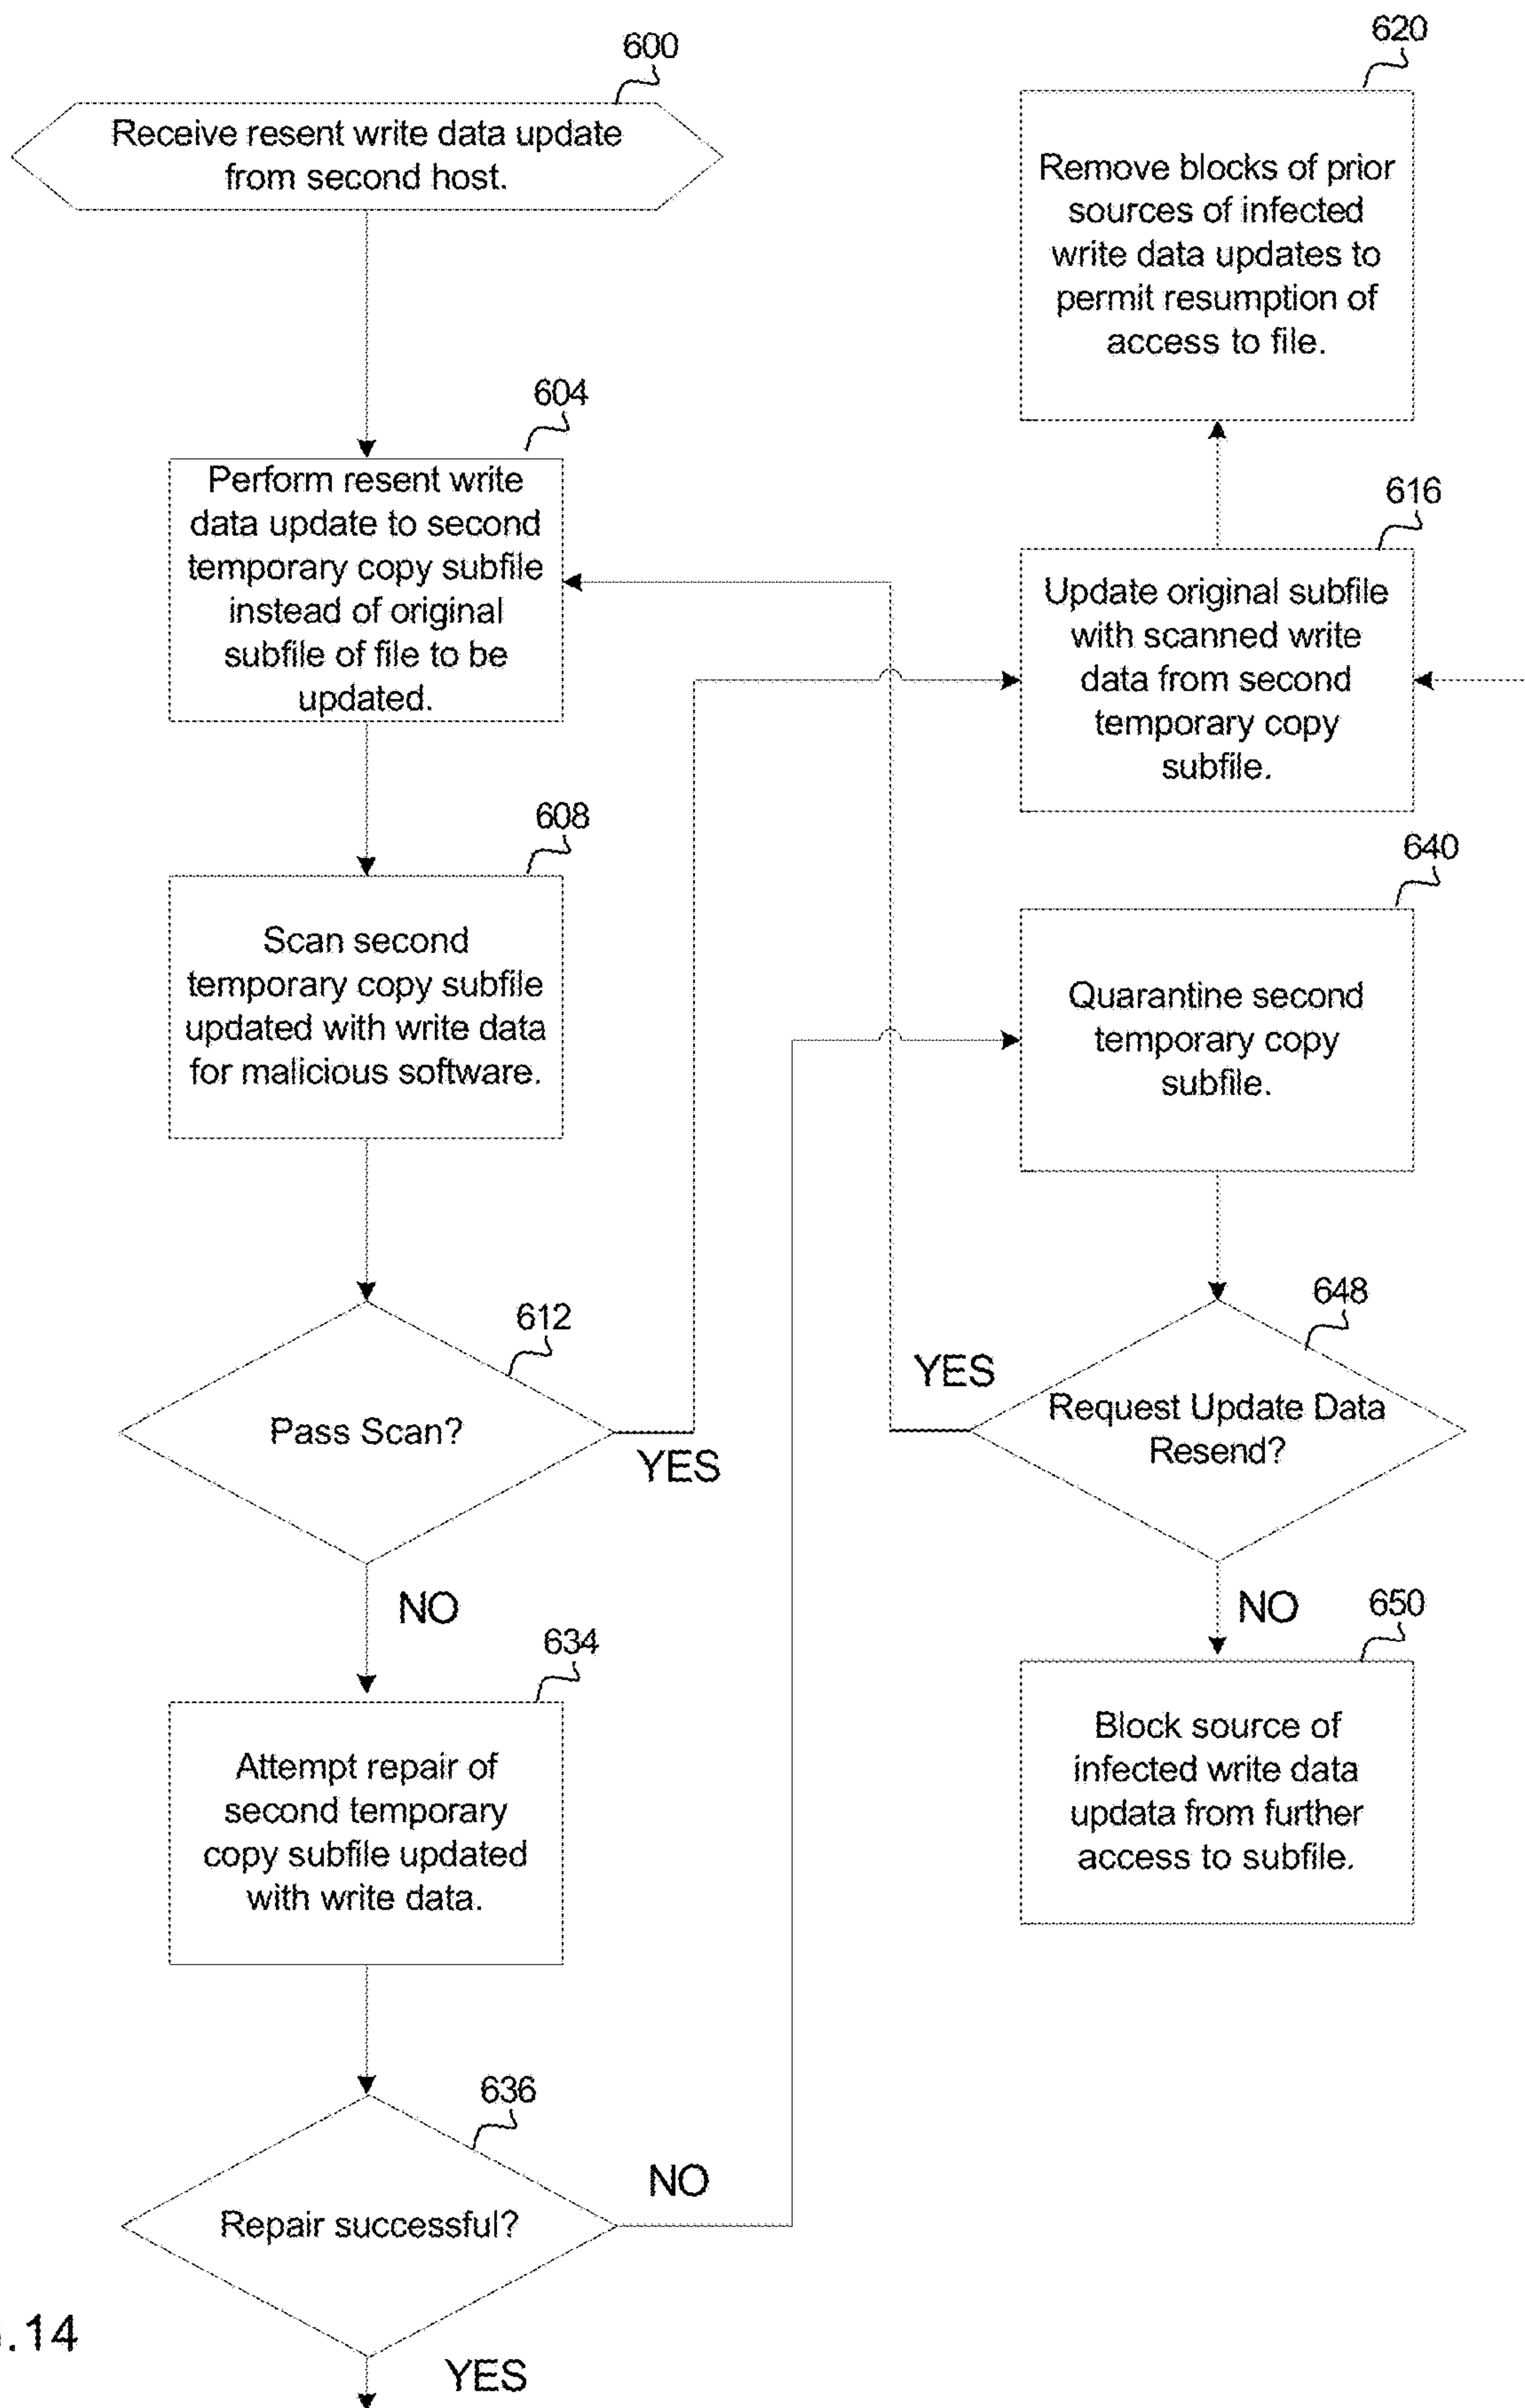 600
Receive resent write data update
from second host.
604
Perform resent write
data update to second
temporary copy subfile
instead of original
subfile of file to be
updated.
608
Scan second
temporary copy subfile
updated with write data
for malicious software.
612
Pass Scan?
YES
NO
634
Attempt repair of
second temporary
copy subfile updated
with write data.
636
Repair successful?
NO
YES
620
Remove blocks of prior
sources of infected
write data updates to
permit resumption of
access to file.
616
Update original subfile
with scanned write
data from second
temporary copy
subfile.
640
Quarantine second
temporary copy
subfile.
648
Request Update Data
Resend?
YES
NO
650
Block source of
infected write data
updata from further
access to subfile.
.14